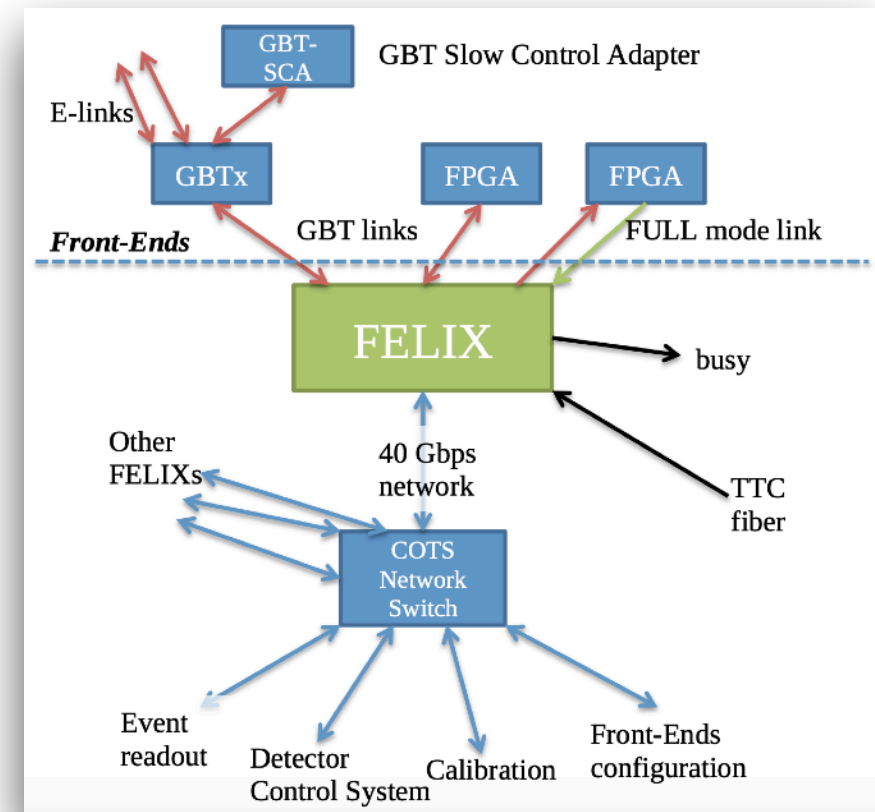 GBT-
SCA
GBT Slow Control Adapter
E-links
GBTx
FPGA
FPGA
Front-Ends
GBT links
FULL mode link
FELIX
busy
Other
FELIXs
40 Gbps
network
TTC
fiber
COTS
Network
Switch
Event
readout
Detector
Control System
Calibration
Front-Ends
configuration